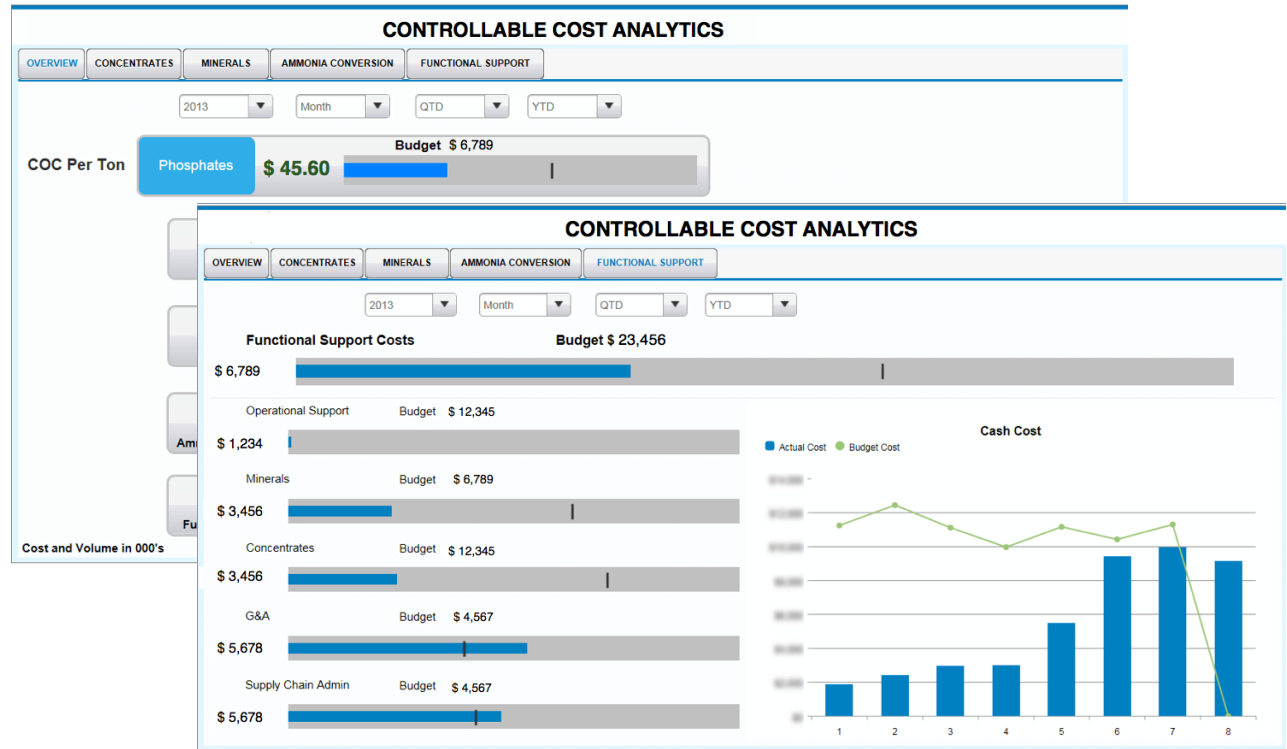 CONTROLLABLE COST ANALYTICS
OVERVIEW CONCENTRATES MINERALS AMMONIA CONVERSION FUNCTIONAL SUPPORT
2013 Month QTD YTD
Budget $ 6,789
COC Per Ton Phosphates $ 45.60
Am
Fu
Cost and Volume in 000's
CONTROLLABLE COST ANALYTICS
OVERVIEW CONCENTRATES MINERALS AMMONIA CONVERSION FUNCTIONAL SUPPORT
2013 Month QTD YTD
Functional Support Costs Budget $ 23,456
$ 6,789
Operational Support Budget $ 12,345
$ 1,234
Minerals Budget $ 6,789
$ 3,456
Concentrates Budget $ 12,345
$ 3,456
G&A Budget $ 4,567
$ 5,678
Supply Chain Admin Budget $ 4,567
$ 5,678
Cash Cost
Actual Cost Budget Cost
1 2 3 4 5 6 7 8